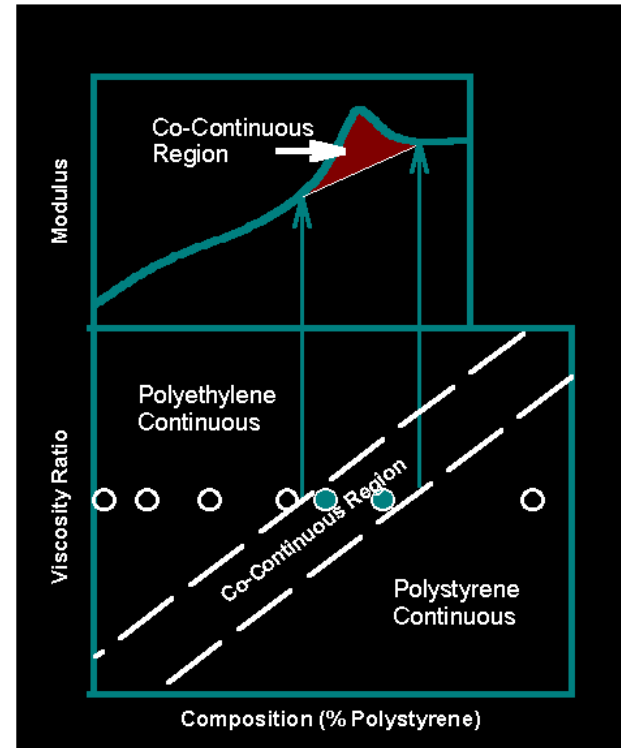 Co-Continuous
Region
Modulus
Polyethylene
Continuous
Viscosity Ratio
Co-Continuous Region
Polystyrene
Continuous
Composition (% Polystyrene)